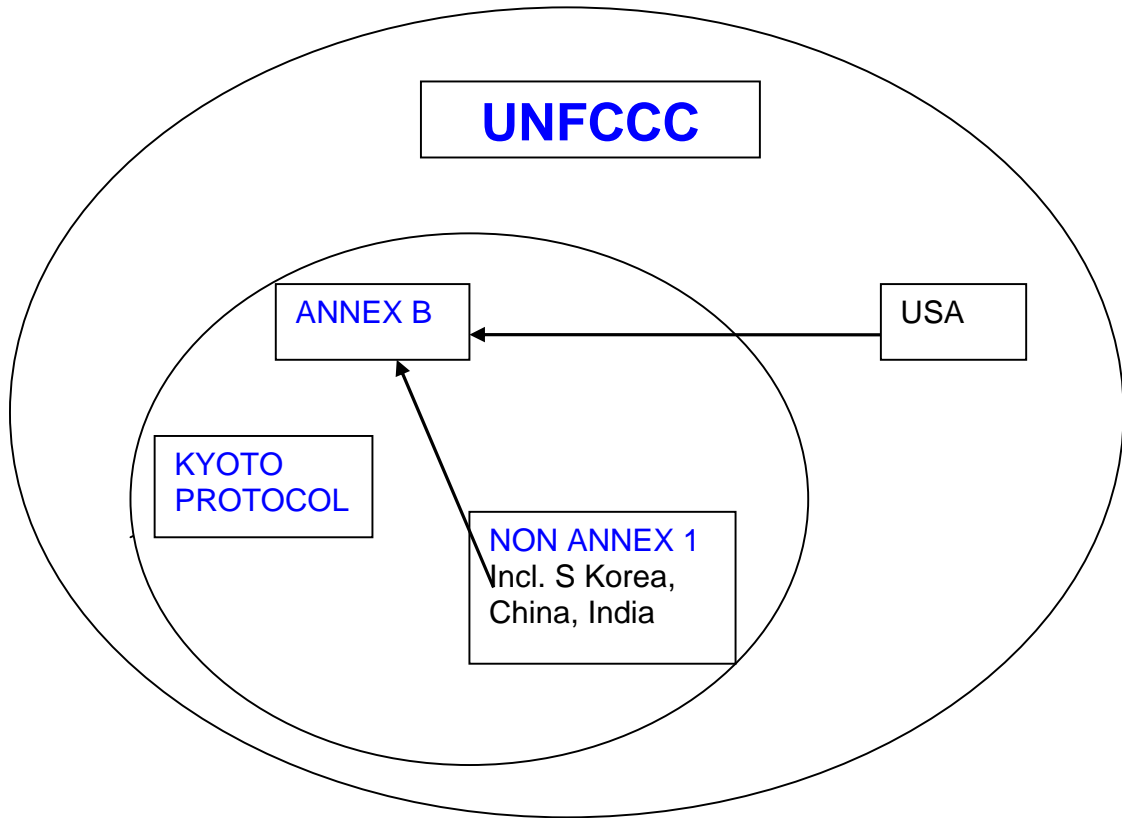 UNFCCC
ANNEX B
USA
KYOTO
PROTOCOL
NON ANNEX 1
Incl. S Korea,
China, India